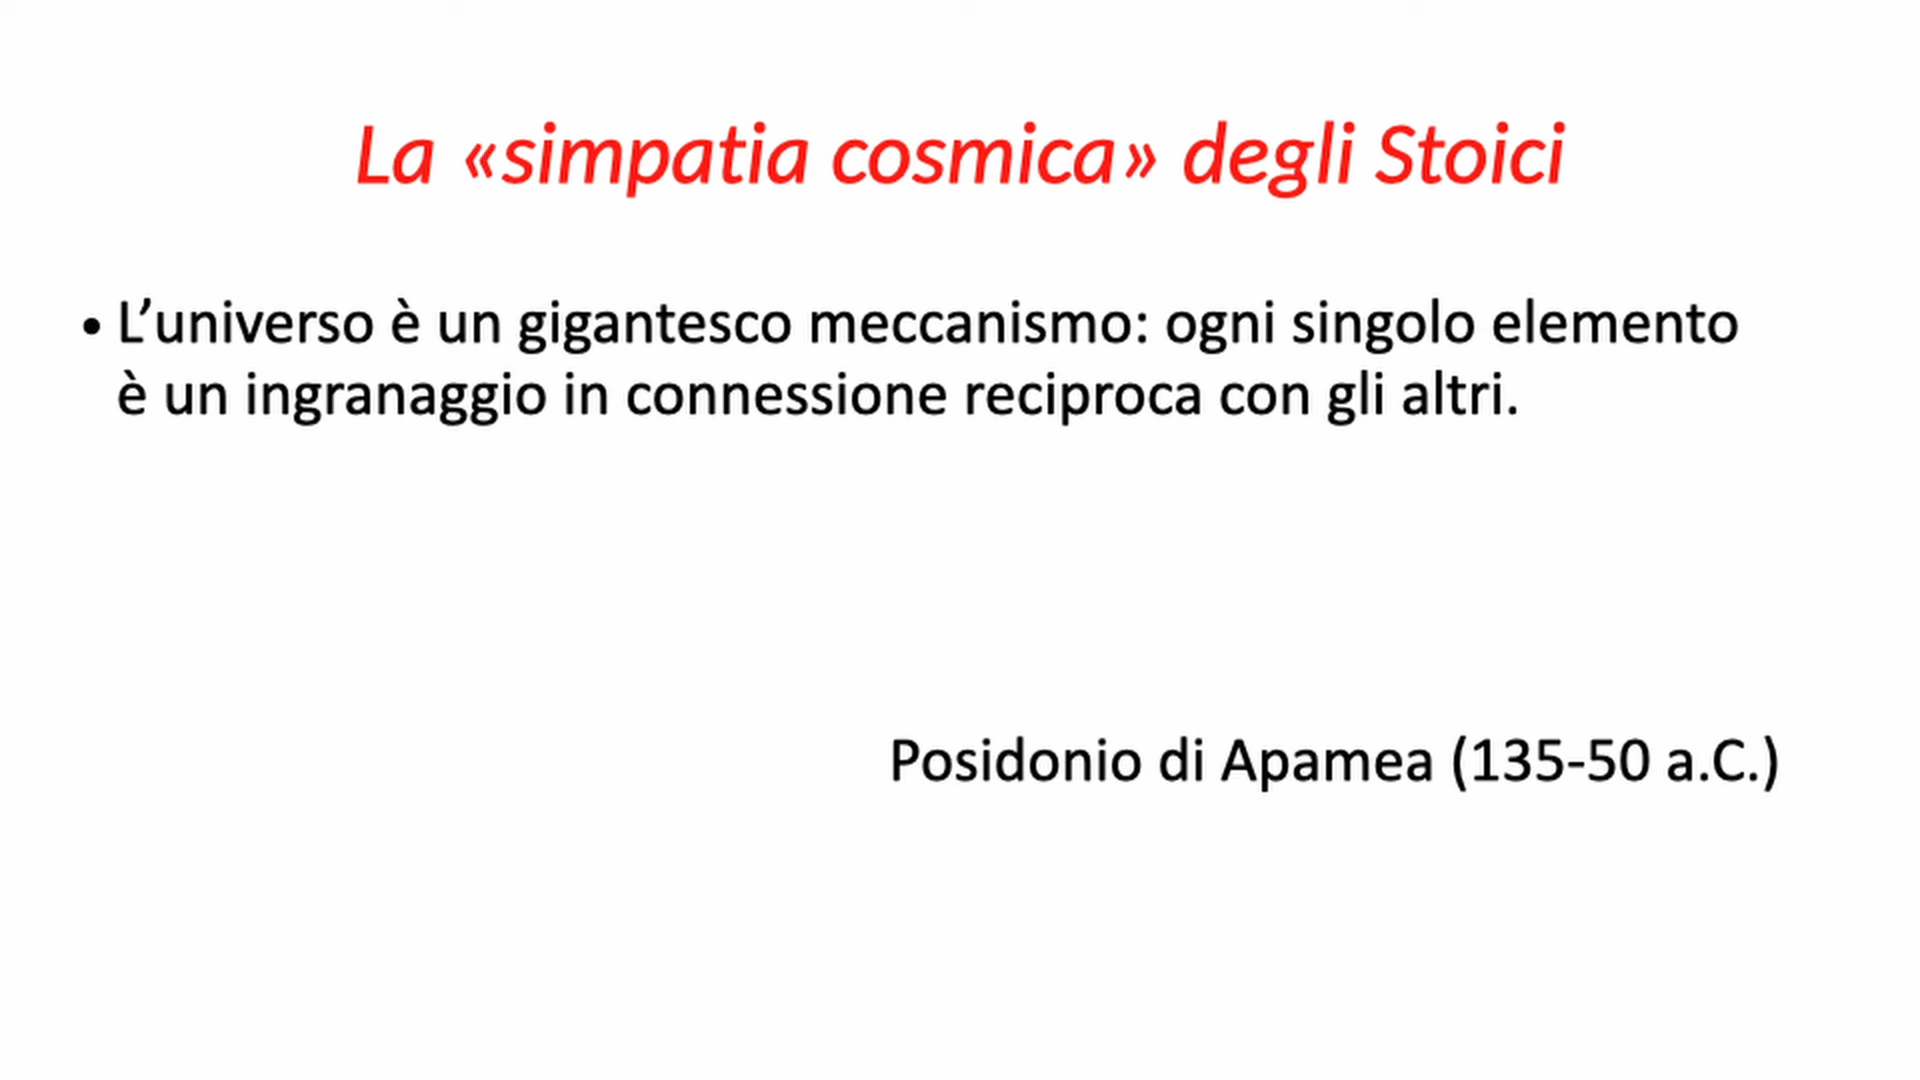 La «simpatia cosmica» degli Stoici
• L’universo è un gigantesco meccanismo: ogni singolo elemento
è un ingranaggio in connessione reciproca con gli altri.
Posidonio di Apamea (135-50 a.C.)